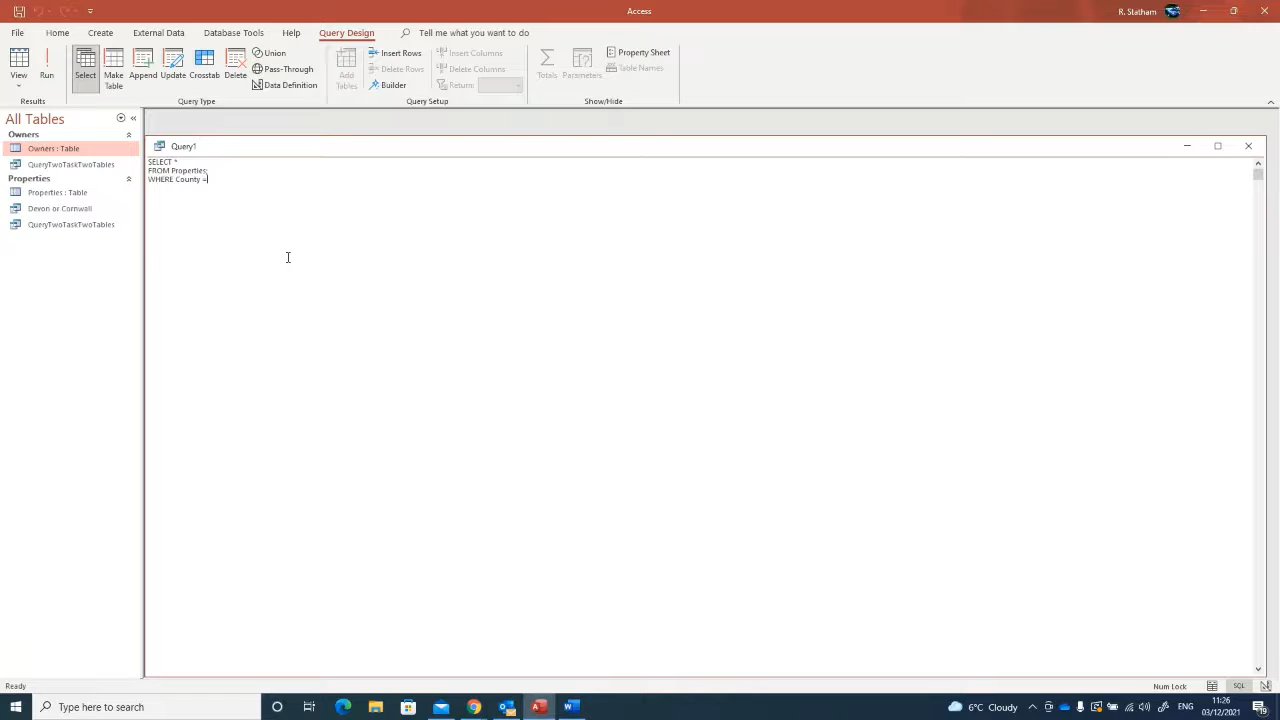 Access
R. Statham
File Home Create External Data Database Tools Help Query Design Tell me what you want to do
View Run Select Make Table Append Update Crosstab Delete
Union
Pass-Through
Data Definition
Add Tables
Insert Rows
Delete Rows
Builder
Insert Columns
Delete Columns
Return:
Totals Parameters
Property Sheet
Table Names
Results Query Type Query Setup Show/Hide
All Tables
Owners
Owners : Table
QueryTwoTaskTwoTables
Properties
Properties : Table
Devon or Cornwall
QueryTwoTaskTwoTables
Query1
SELECT *
FROM Properties;
WHERE County =
Ready
Num Lock
SQL
Type here to search
6°C Cloudy
ENG
11:26
03/12/2021